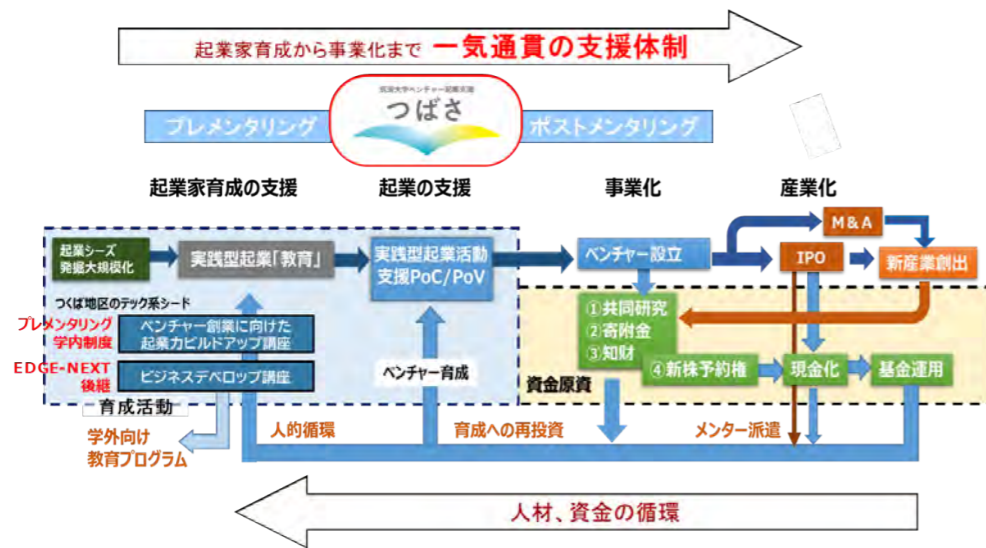 起業家育成から事業化まで 一気通貫の支援体制
筑波大学ベンチャー起業支援
つばさ
プレメンタリング
ポストメンタリング
起業家育成の支援
起業の支援
事業化
産業化
M&A
起業シーズ
発掘大規模化
実践型起業「教育」
実践型起業活動
支援PoC/PoV
ベンチャー設立
IPO
新産業創出
つくば地区のテック系シード
プレメンタリング
学内制度
ベンチャー創業に向けた
起業力ビルドアップ講座
①共同研究
②寄附金
③知財
EDGE-NEXT
後継
ビジネスデベロップ講座
ベンチャー育成
資金原資
④新株予約権
現金化
基金運用
育成活動
学外向け
教育プログラム
人的循環
育成への再投資
メンター派遣
人材、資金の循環